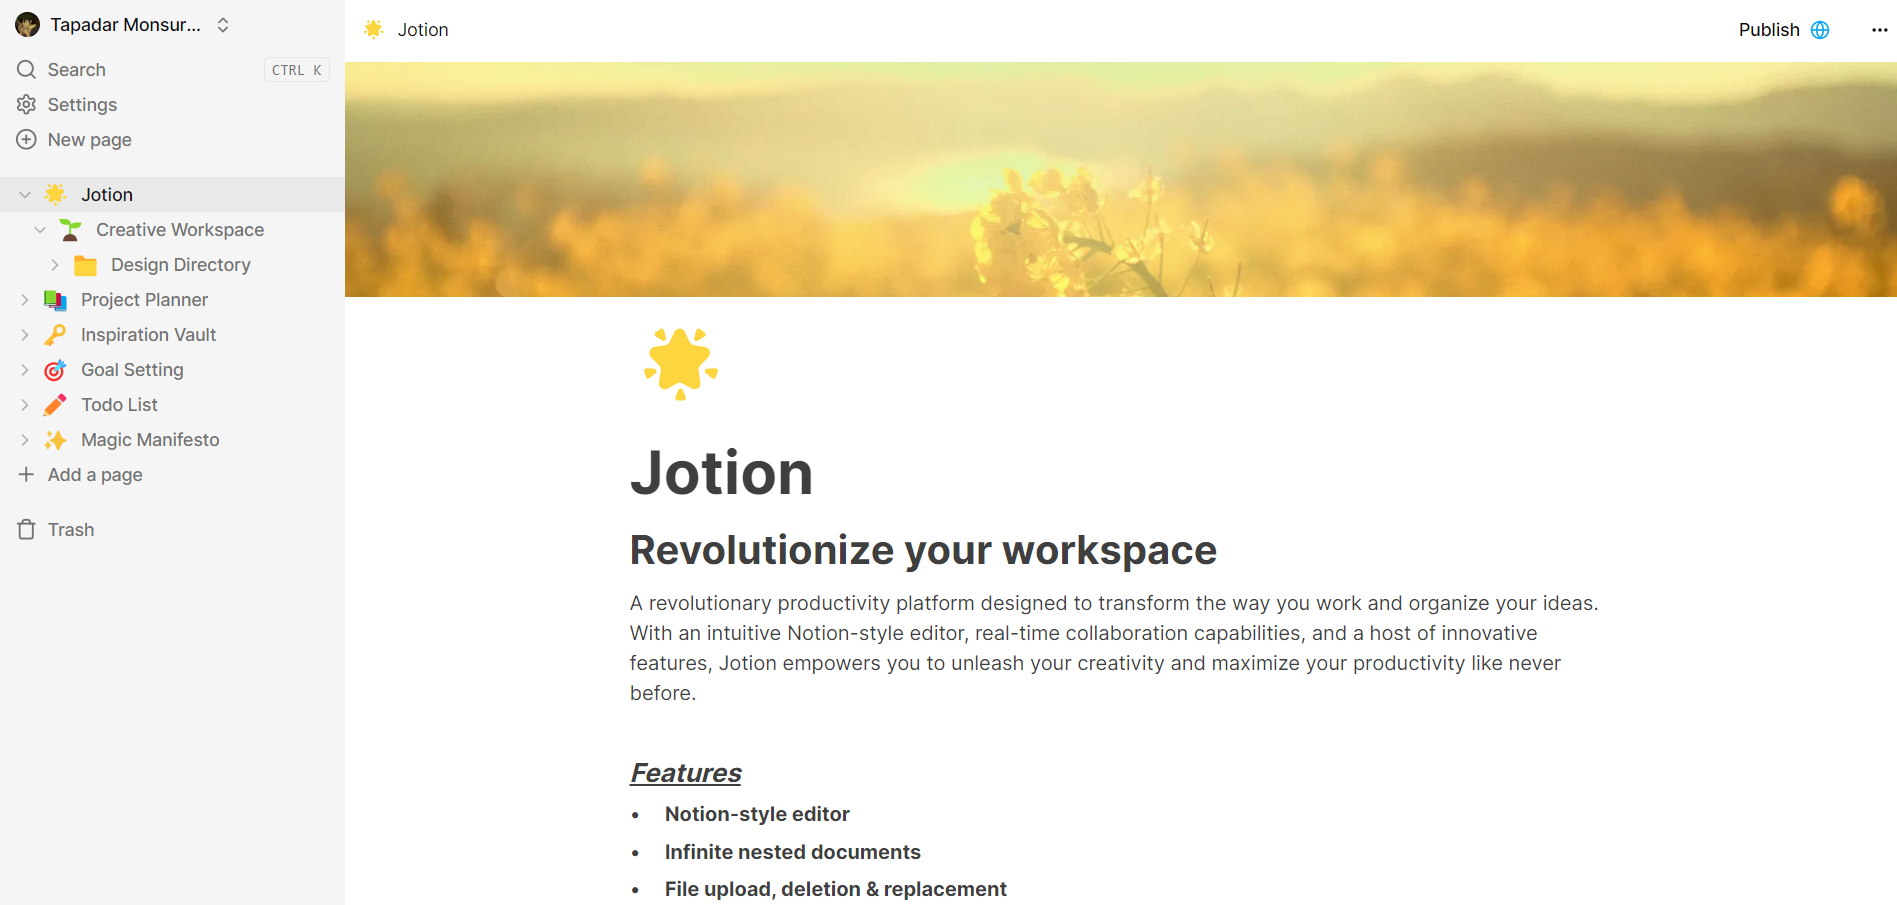 Tapadar Monsur...
Search CTRL K
Settings
New page
Jotion
Creative Workspace
Design Directory
Project Planner
Inspiration Vault
Goal Setting
Todo List
Magic Manifesto
Add a page
Trash
Jotion
Publish
Jotion
Revolutionize your workspace
A revolutionary productivity platform designed to transform the way you work and organize your ideas.
With an intuitive Notion-style editor, real-time collaboration capabilities, and a host of innovative
features, Jotion empowers you to unleash your creativity and maximize your productivity like never
before.
Features
• Notion-style editor
• Infinite nested documents
• File upload, deletion & replacement